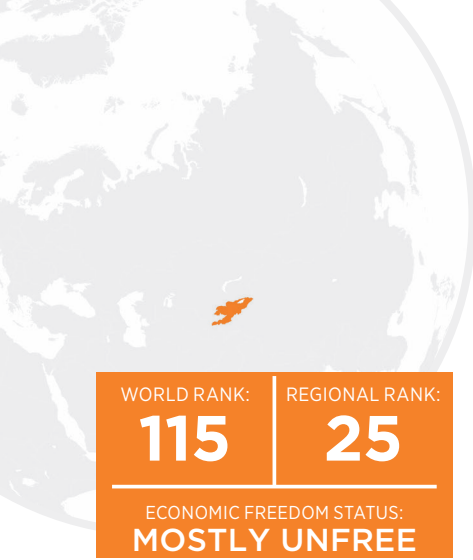 WORLD RANK: REGIONAL RANK:
115 25
ECONOMIC FREEDOM STATUS:
MOSTLY UNFREE